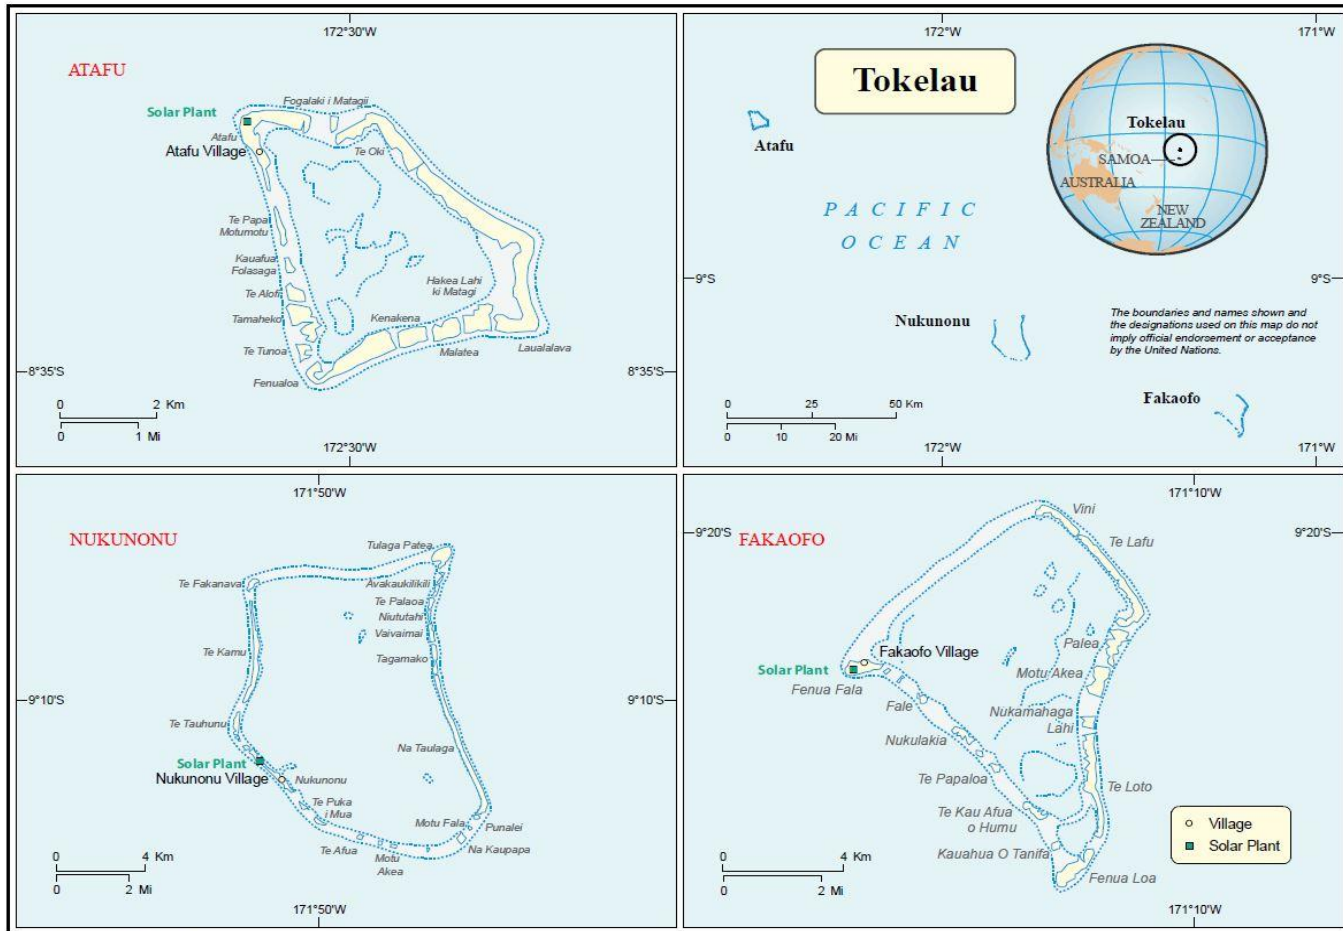 172°30'W
ATAFU
Fogalaki i Matagii
Solar Plant
Atafu
Atafu Village
Te Oki
Te Papa
Motumotu
Kauafua
Folasaga
Hakea Lahi
ki Matagi
Te Alofi
Tamaheko
Kenakena
Te Tunoa
Malatea
Laualalava
8°35'S
8°35'S
Fenualoa
0 2 Km
0 1 Mi
172°30'W
172°W
171°W
Tokelau
Atafu
Tokelau
SAMOA
AUSTRALIA
NEW
ZEALAND
PACIFIC
OCEAN
9°S
9°S
Nukunonu
The boundaries and names shown and
the designations used on this map do not
imply official endorsement or acceptance
by the United Nations.
Fakaofo
0 25 50 Km
0 10 20 Mi
172°W
171°W
171°50'W
NUKUNONU
Tulaga Patea
Te Fakanava
Avakaukilikili
Te Palaoa
Niututahi
Vaivaimai
Te Kamu
Tagamako
9°10'S
9°10'S
Te Tauhunu
Na Taulaga
Solar Plant
Nukunonu Village
Nukunonu
Te Puka
i Mua
Motu Fala
Punalei
Te Afua
Motu
Akea
Na Kaupapa
0 4 Km
0 2 Mi
171°50'W
171°10'W
9°20'S
9°20'S
FAKAOFO
Vini
Te Lafu
Palea
Fakaofo Village
Solar Plant
Motu Akea
Fenua Fala
Fale
Nukamahaga
Lahi
Nukulakia
Te Papaloa
Te Loto
Te Kau Afua
o Humu
Kauahua O Tanifa
Fenua Loa
Village
Solar Plant
0 4 Km
0 2 Mi
171°10'W